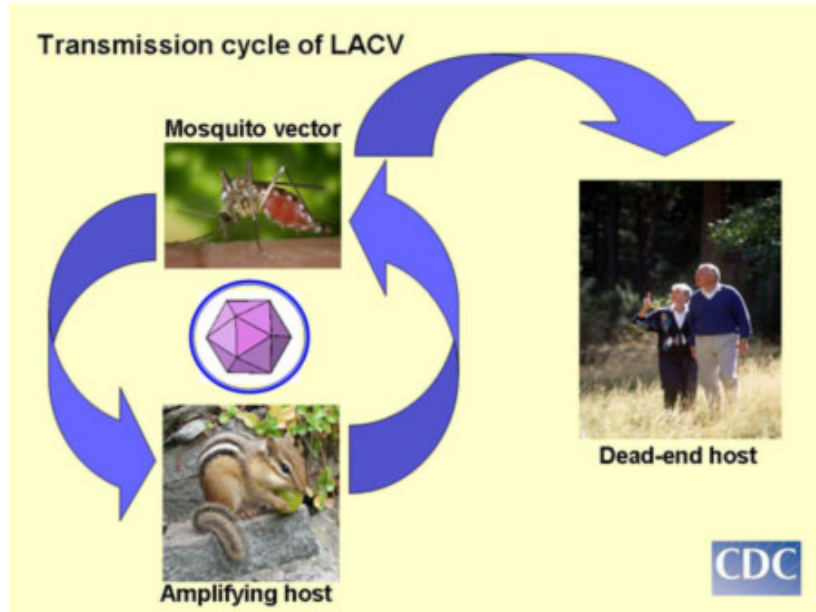 Transmission cycle of LACV
Mosquito vector
Dead-end host
Amplifying host
CDC